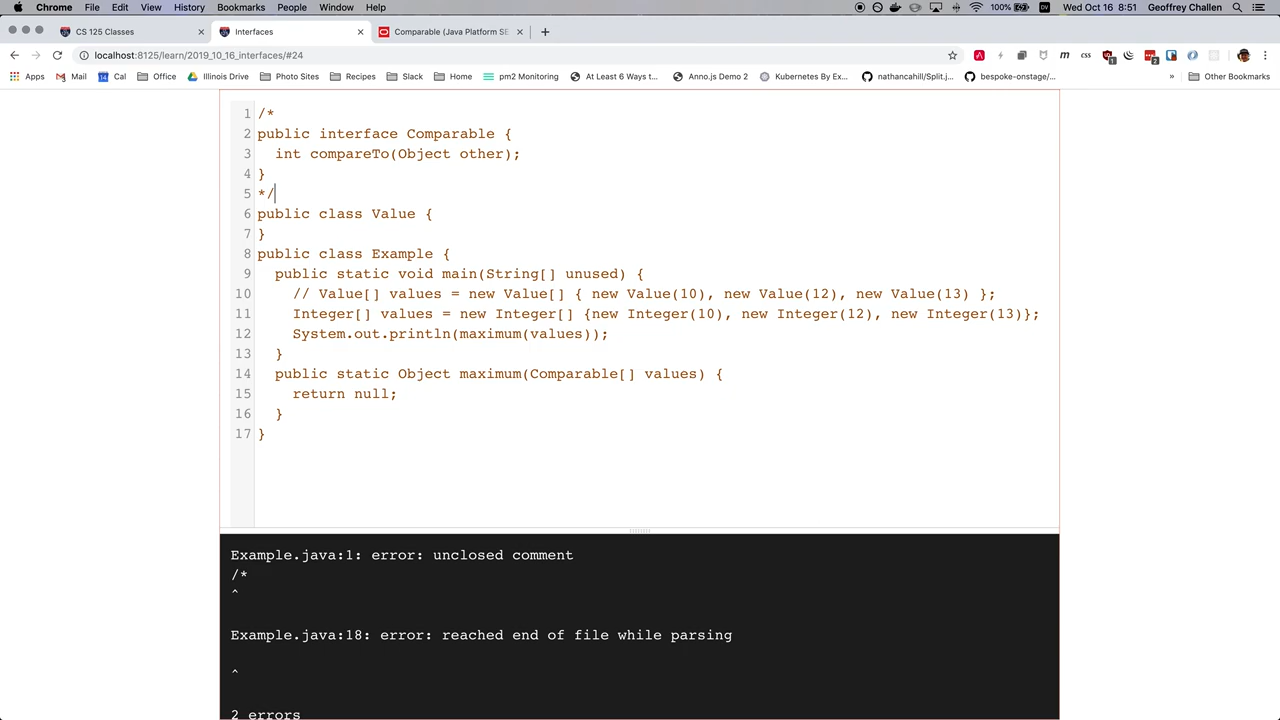 Chrome File Edit View History Bookmarks People Window Help 100% Wed Oct 16 8:51 Geoffrey Challen
CS 125 Classes Interfaces Comparable (Java Platform SE
localhost:8125/learn/2019_10_16_interfaces/#24
Apps Mail Cal Office Illinois Drive Photo Sites Recipes Slack Home pm2 Monitoring At Least 6 Ways t... Anno.js Demo 2 Kubernetes By Ex... nathancahill/Split.j... bespoke-onstage/... » Other Bookmarks
1 /*
2 public interface Comparable {
3 int compareTo(Object other);
4 }
5 */
6 public class Value {
7 }
8 public class Example {
9 public static void main(String[] unused) {
10 // Value[] values = new Value[] { new Value(10), new Value(12), new Value(13) };
11 Integer[] values = new Integer[] {new Integer(10), new Integer(12), new Integer(13)};
12 System.out.println(maximum(values));
13 }
14 public static Object maximum(Comparable[] values) {
15 return null;
16 }
17 }
Example.java:1: error: unclosed comment
/*
^
Example.java:18: error: reached end of file while parsing
^
2 errors